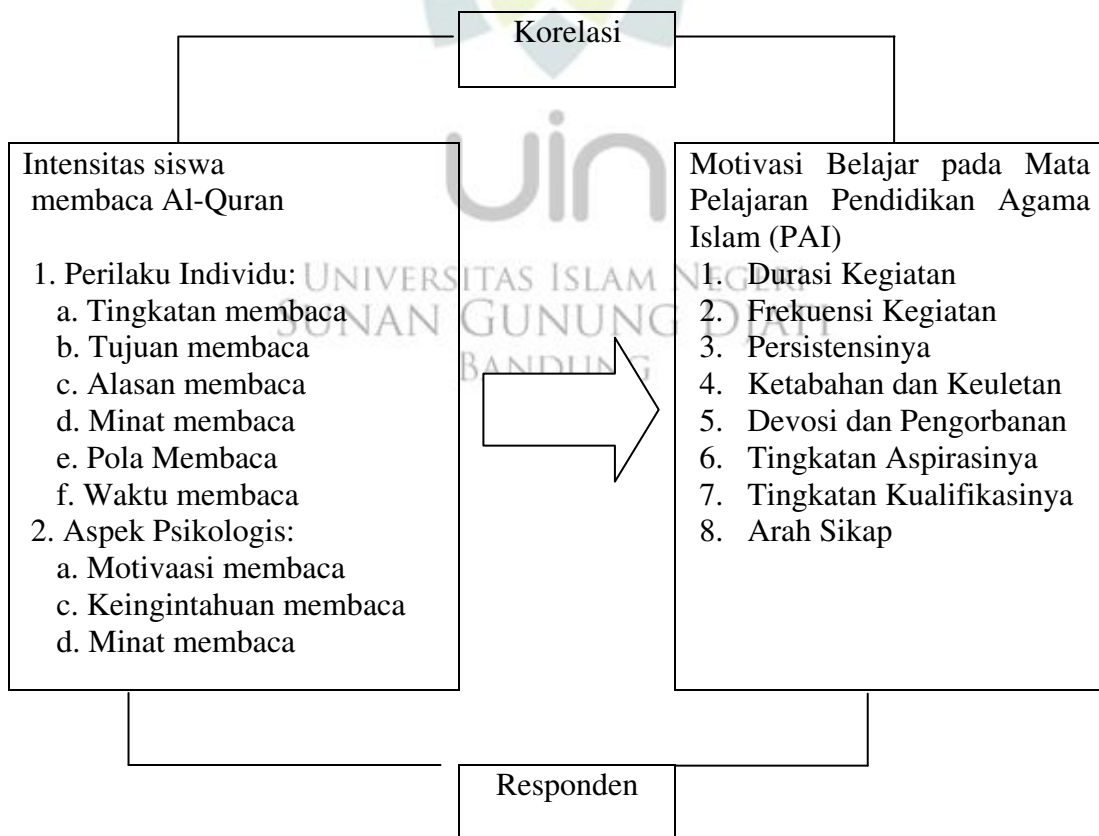 Korelasi
uin
UNIVERSITAS ISLAM NEGERI
SUNAN GUNUNG DJATI
BANDUNG
Intensitas siswa
membaca Al-Quran
1. Perilaku Individu:
a. Tingkatan membaca
b. Tujuan membaca
c. Alasan membaca
d. Minat membaca
e. Pola Membaca
f. Waktu membaca
2. Aspek Psikologis:
a. Motivaasi membaca
c. Keingintahuan membaca
d. Minat membaca
Motivasi Belajar pada Mata
Pelajaran Pendidikan Agama
Islam (PAI)
1. Durasi Kegiatan
2. Frekuensi Kegiatan
3. Persistensinya
4. Ketabahan dan Keuletan
5. Devosi dan Pengorbanan
6. Tingkatan Aspirasinya
7. Tingkatan Kualifikasinya
8. Arah Sikap
Responden